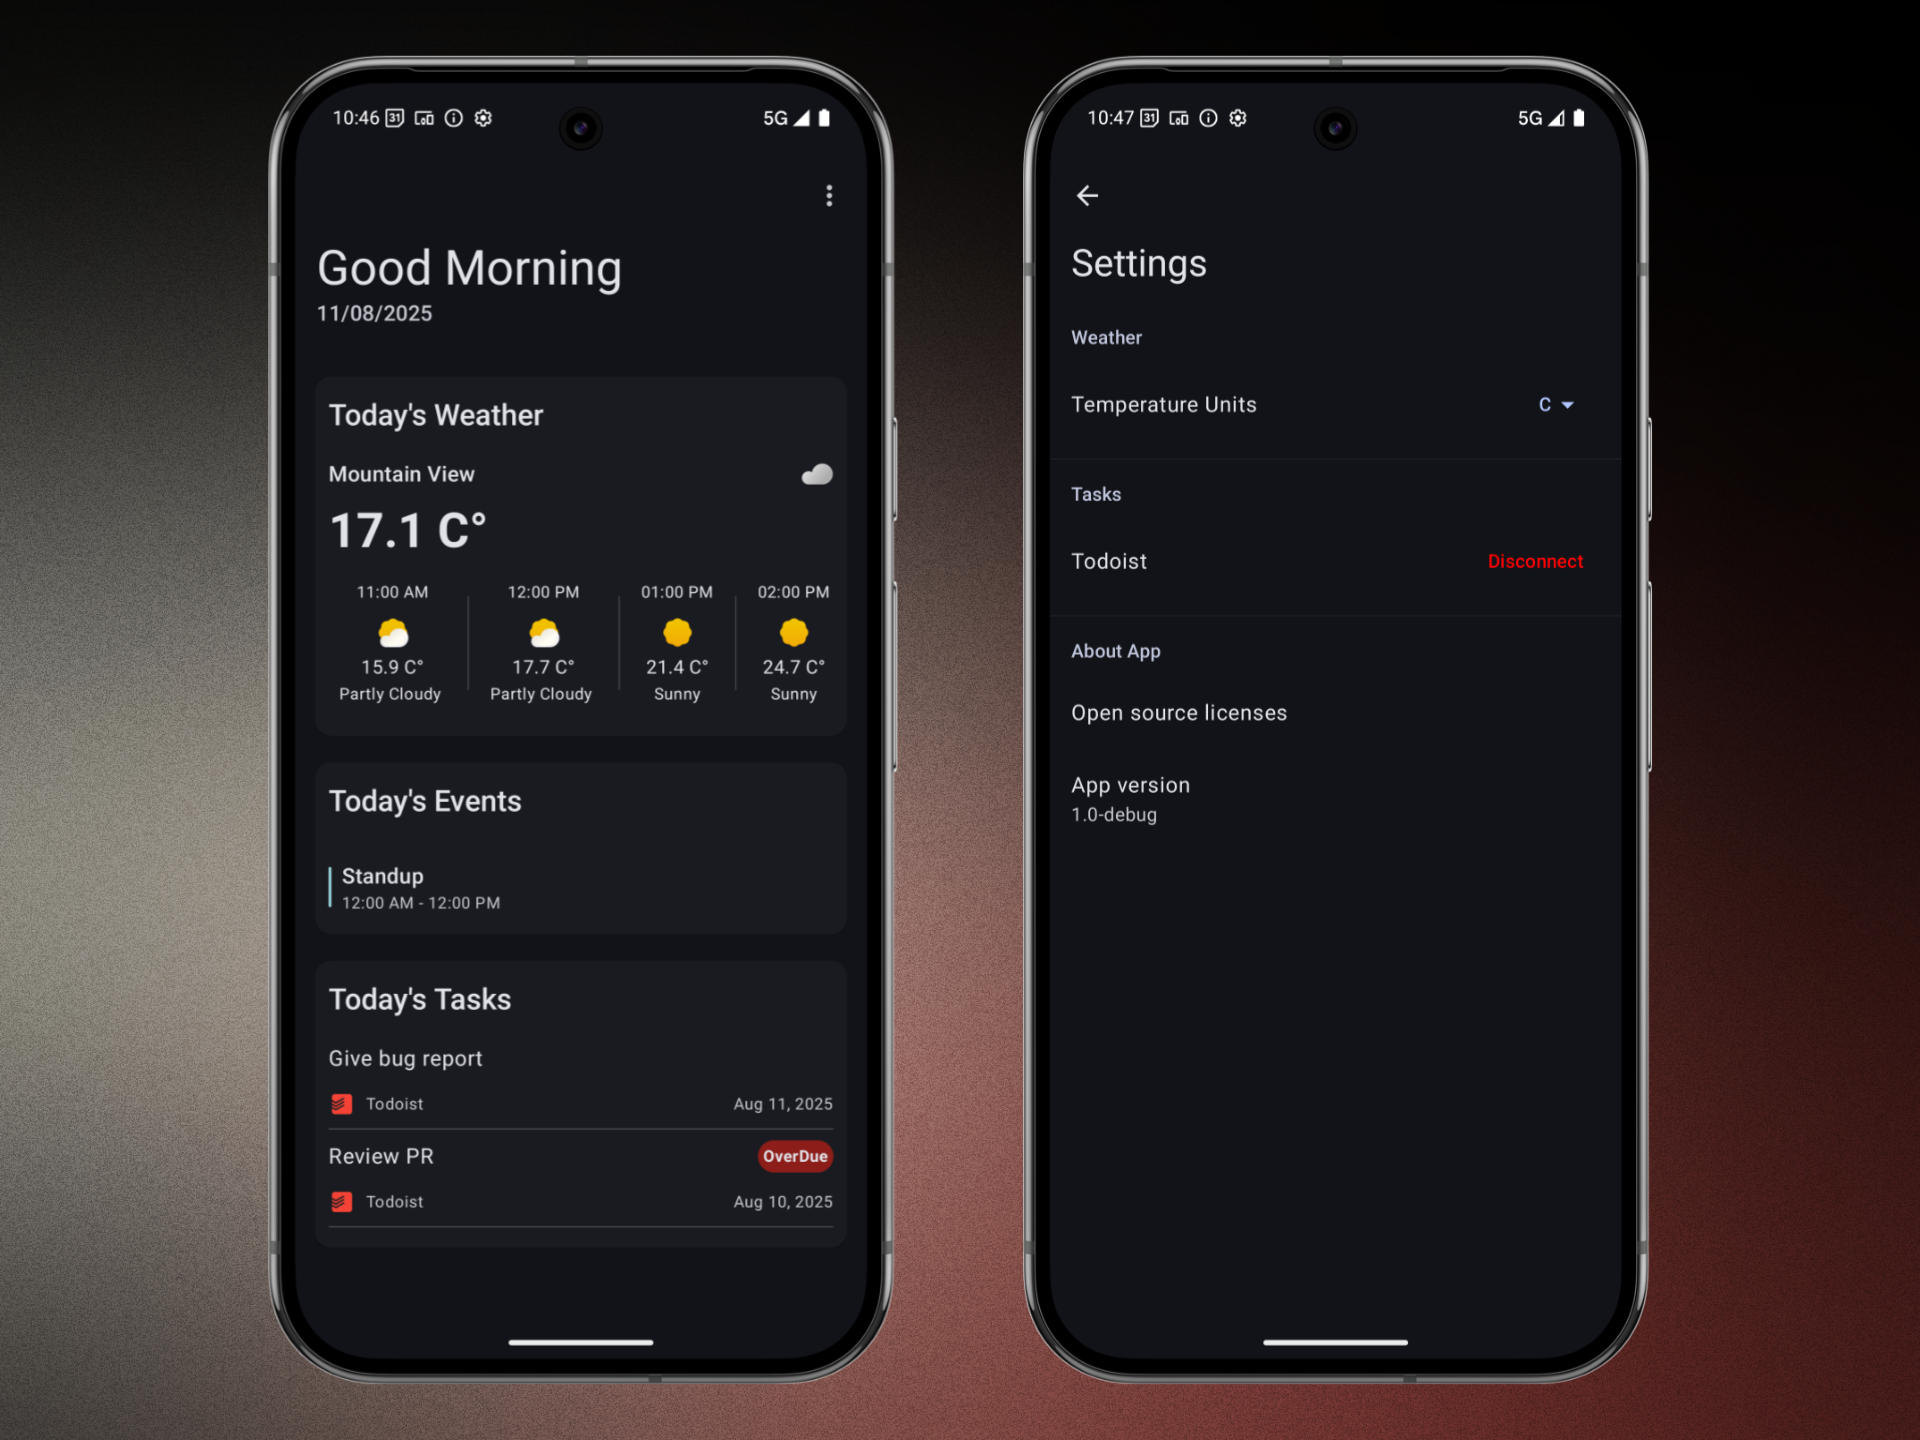 10:46 31 5G
Good Morning
11/08/2025
Today's Weather
Mountain View
17.1 C°
11:00 AM 12:00 PM 01:00 PM 02:00 PM
15.9 C° 17.7 C° 21.4 C° 24.7 C°
Partly Cloudy Partly Cloudy Sunny Sunny
Today's Events
Standup
12:00 AM - 12:00 PM
Today's Tasks
Give bug report
Todoist Aug 11, 2025
Review PR OverDue
Todoist Aug 10, 2025
10:47 31 5G
Settings
Weather
Temperature Units C
Tasks
Todoist Disconnect
About App
Open source licenses
App version
1.0-debug